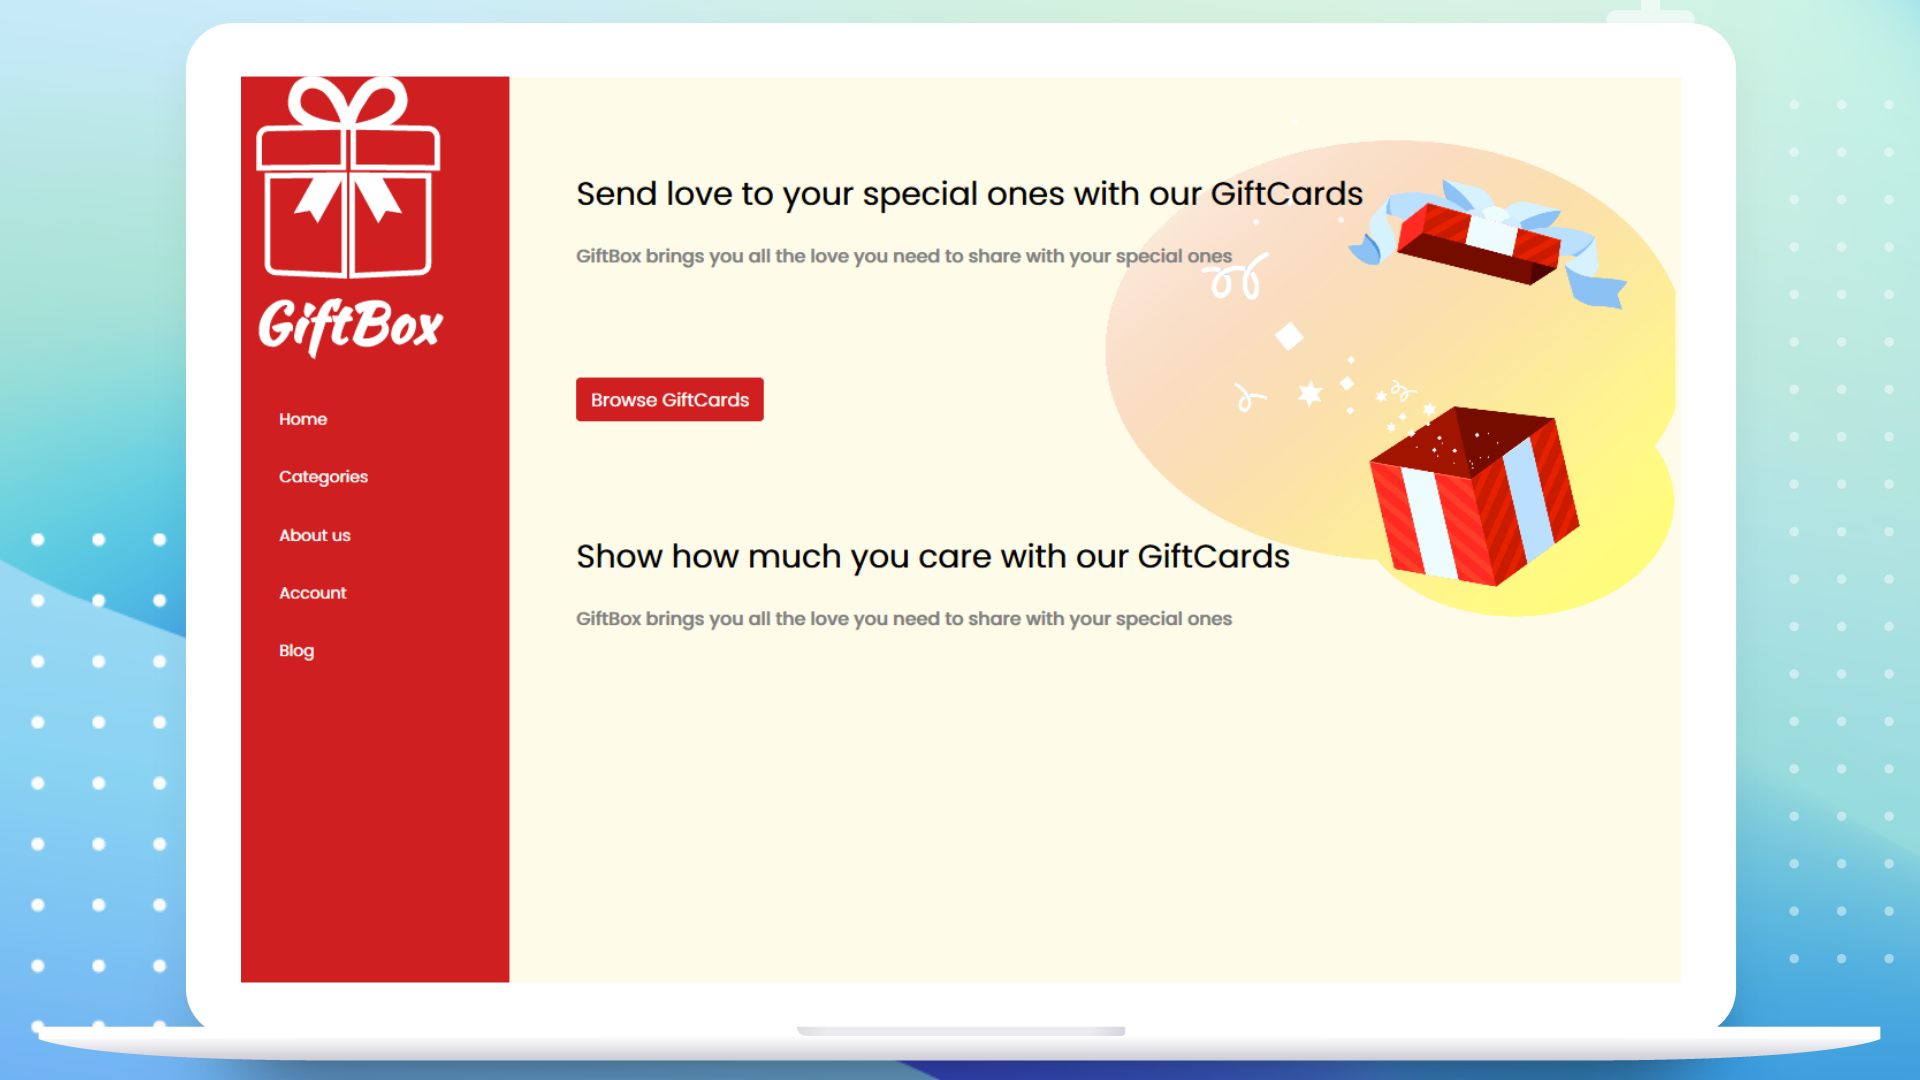 GiftBox
Home
Categories
About us
Account
Blog
Send love to your special ones with our GiftCards
GiftBox brings you all the love you need to share with your special ones
Browse GiftCards
Show how much you care with our GiftCards
GiftBox brings you all the love you need to share with your special ones